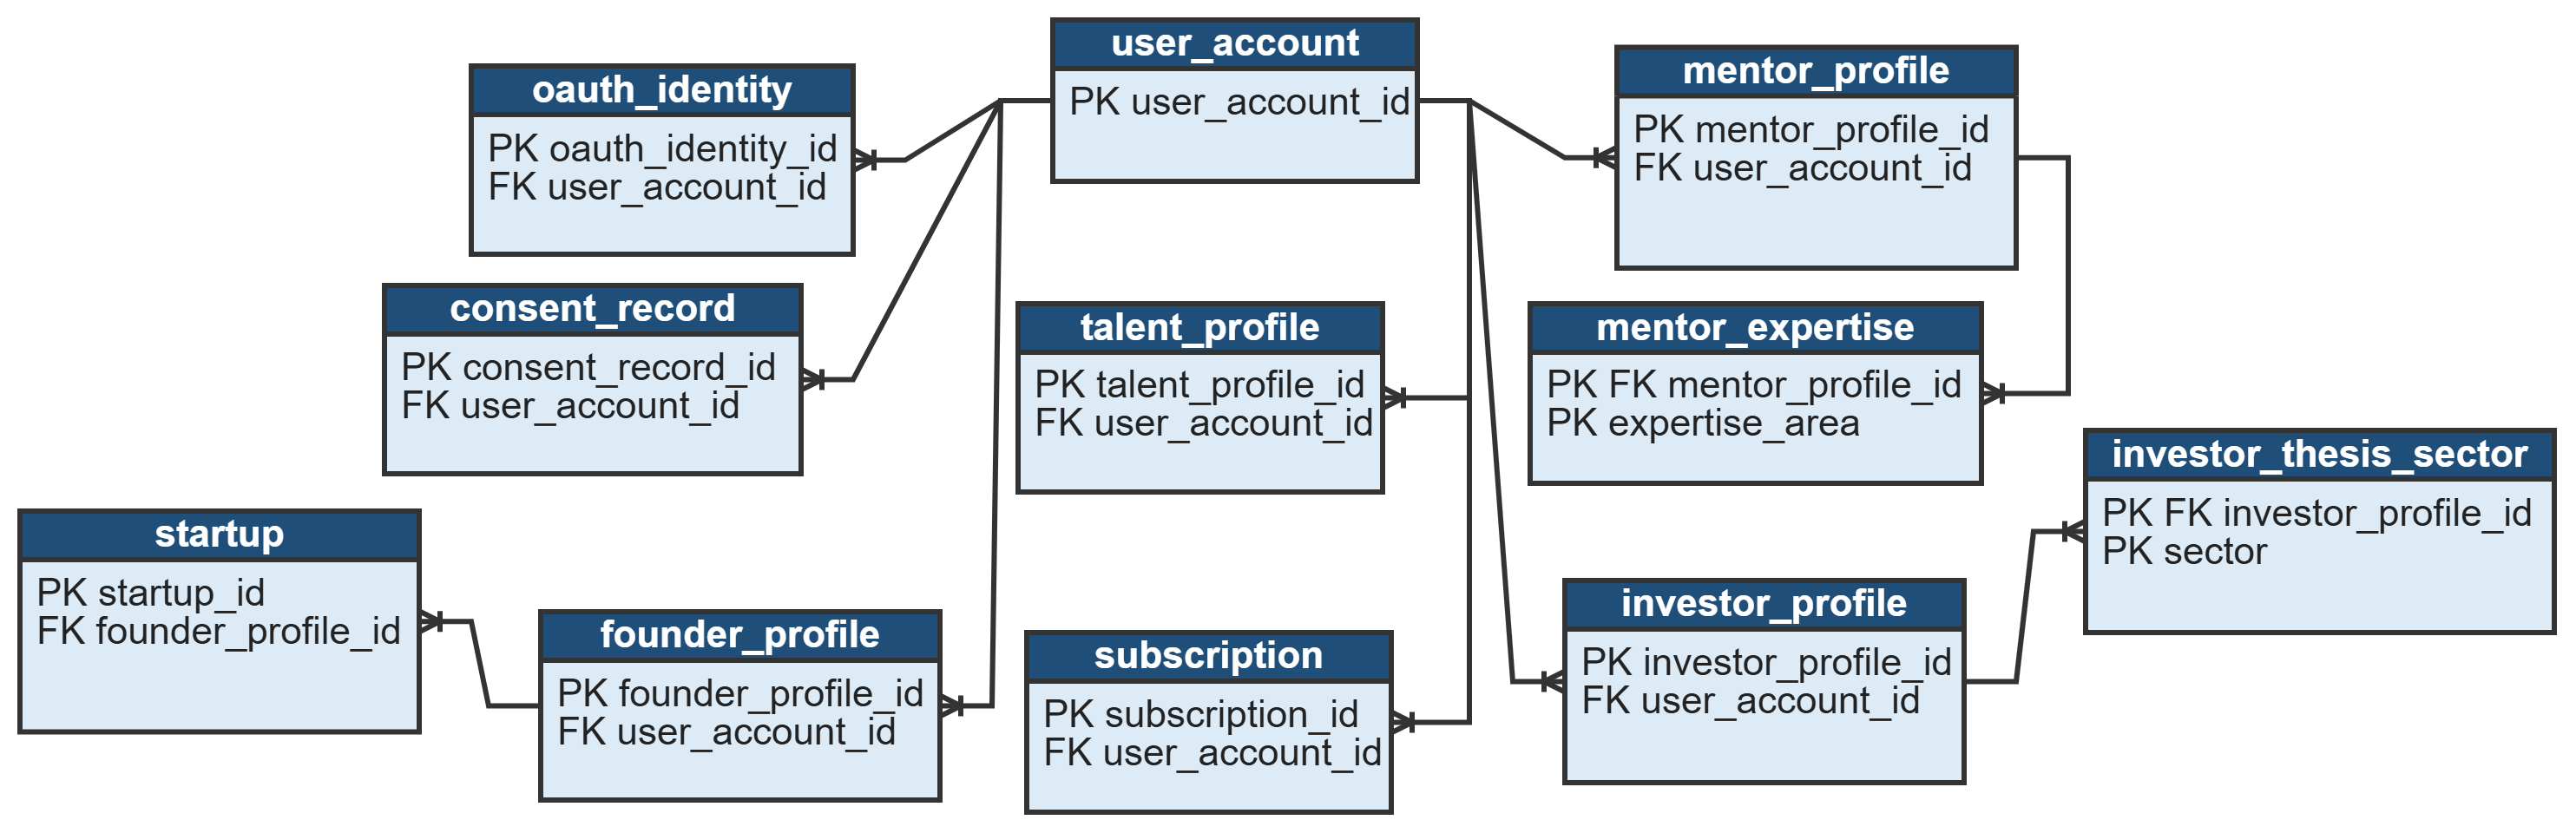 user_account
PK user_account_id
oauth_identity
PK oauth_identity_id
FK user_account_id
mentor_profile
PK mentor_profile_id
FK user_account_id
consent_record
PK consent_record_id
FK user_account_id
talent_profile
PK talent_profile_id
FK user_account_id
mentor_expertise
PK FK mentor_profile_id
PK expertise_area
investor_thesis_sector
PK FK investor_profile_id
PK sector
startup
PK startup_id
FK founder_profile_id
founder_profile
PK founder_profile_id
FK user_account_id
subscription
PK subscription_id
FK user_account_id
investor_profile
PK investor_profile_id
FK user_account_id